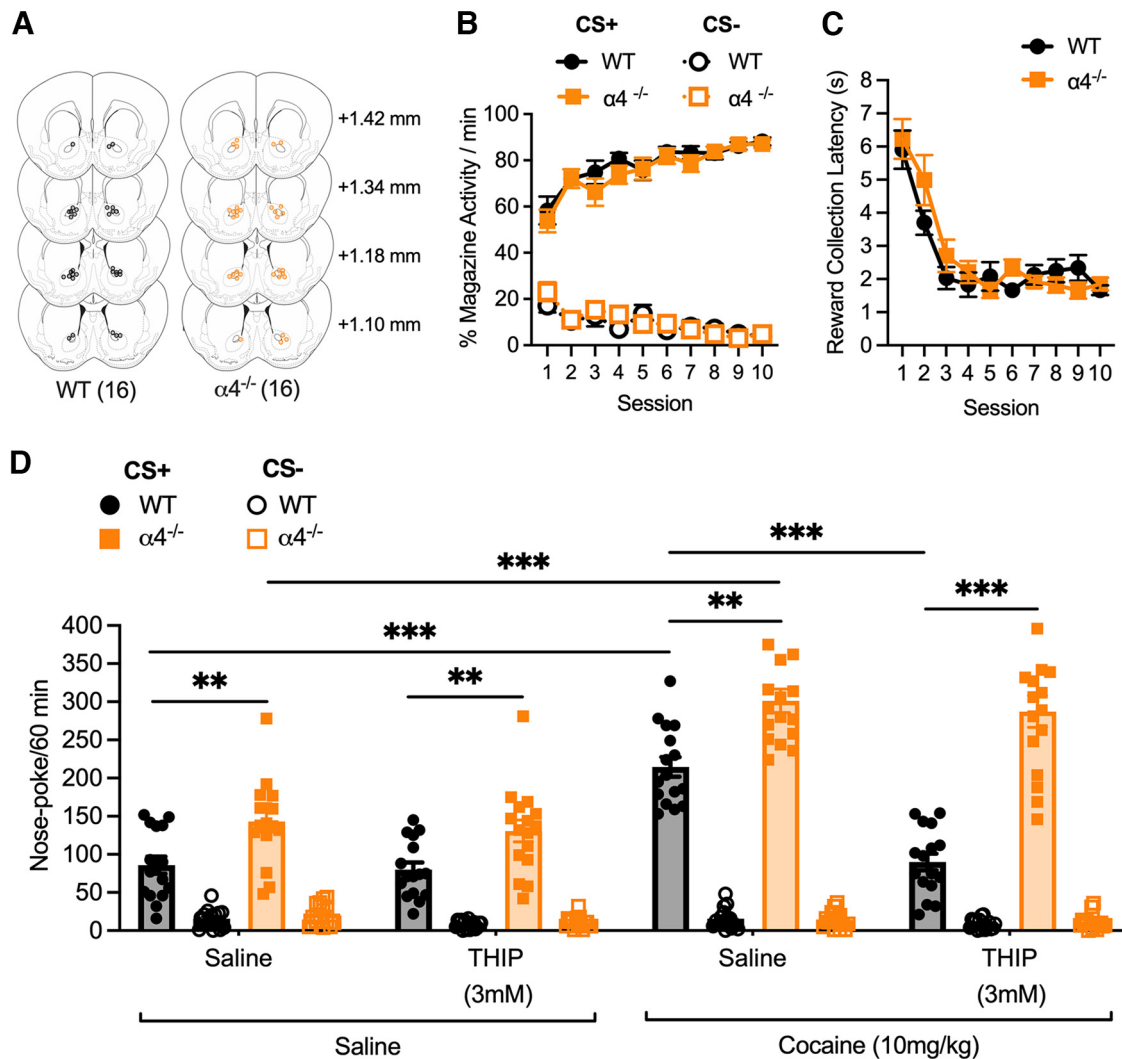 A
+1.42 mm
+1.34 mm
+1.18 mm
+1.10 mm
WT (16)
α4-/- (16)
B
CS+ CS-
WT WT
α4 -/- α4 -/-
% Magazine Activity / min
100
80
60
40
20
0
1 2 3 4 5 6 7 8 9 10
Session
C
WT
α4-/-
Reward Collection Latency (s)
8
7
6
5
4
3
2
1
0
1 2 3 4 5 6 7 8 9 10
Session
D
CS+ CS-
WT WT
α4-/- α4-/-
Nose-poke/60 min
400
350
300
250
200
150
100
50
0
*** ***
** ***
***
** **
Saline THIP Saline THIP
(3mM) (3mM)
Saline Cocaine (10mg/kg)